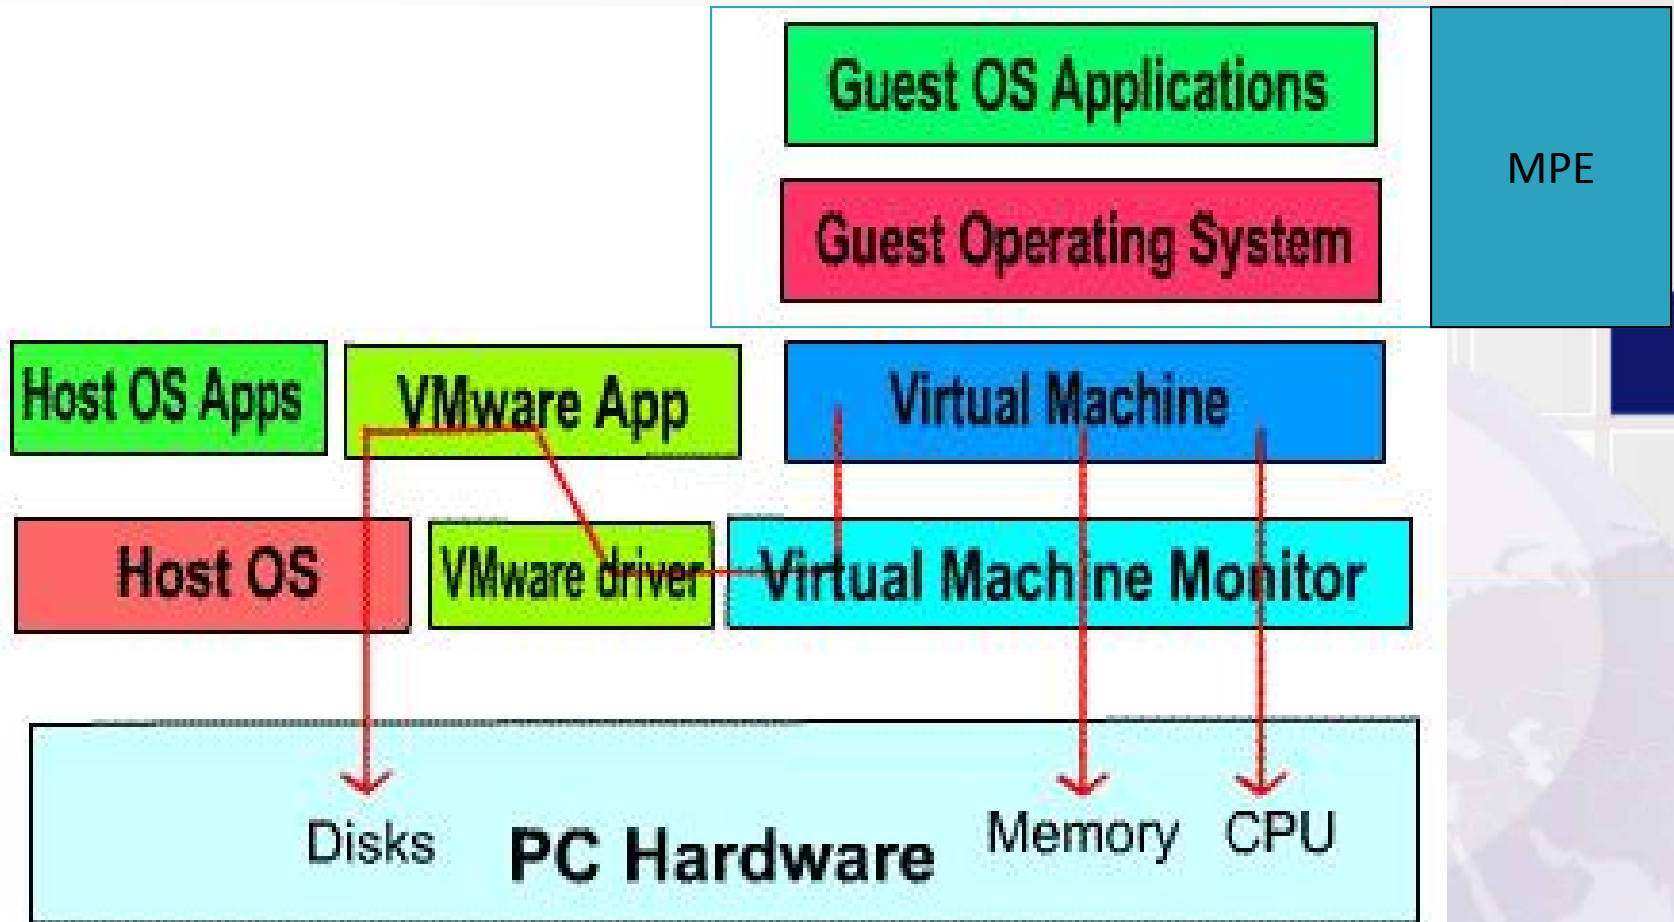 Guest OS Applications
MPE
Guest Operating System
Host OS Apps
VMware App
Virtual Machine
Host OS
VMware driver
Virtual Machine Monitor
Disks
PC Hardware
Memory
CPU